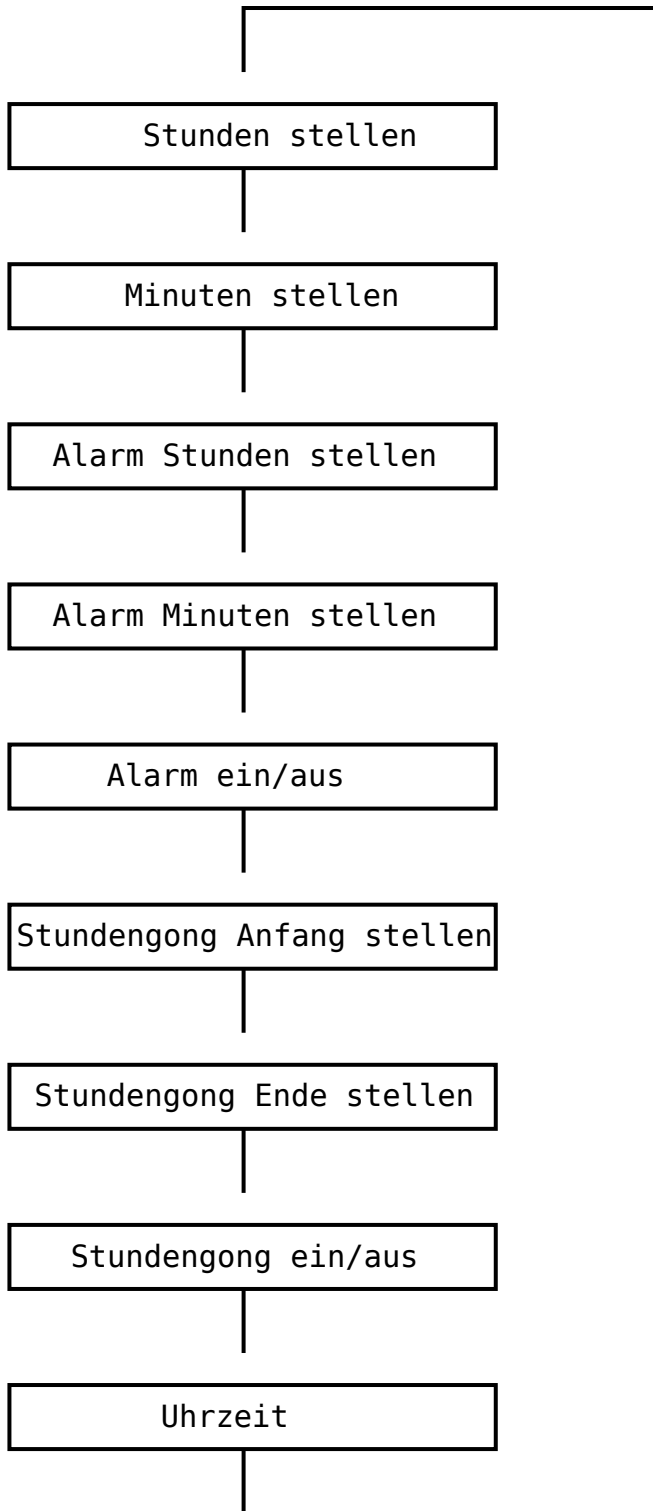 Stunden stellen
Minuten stellen
Alarm Stunden stellen
Alarm Minuten stellen
Alarm ein/aus
Stundengong Anfang stellen
Stundengong Ende stellen
Stundengong ein/aus
Uhrzeit